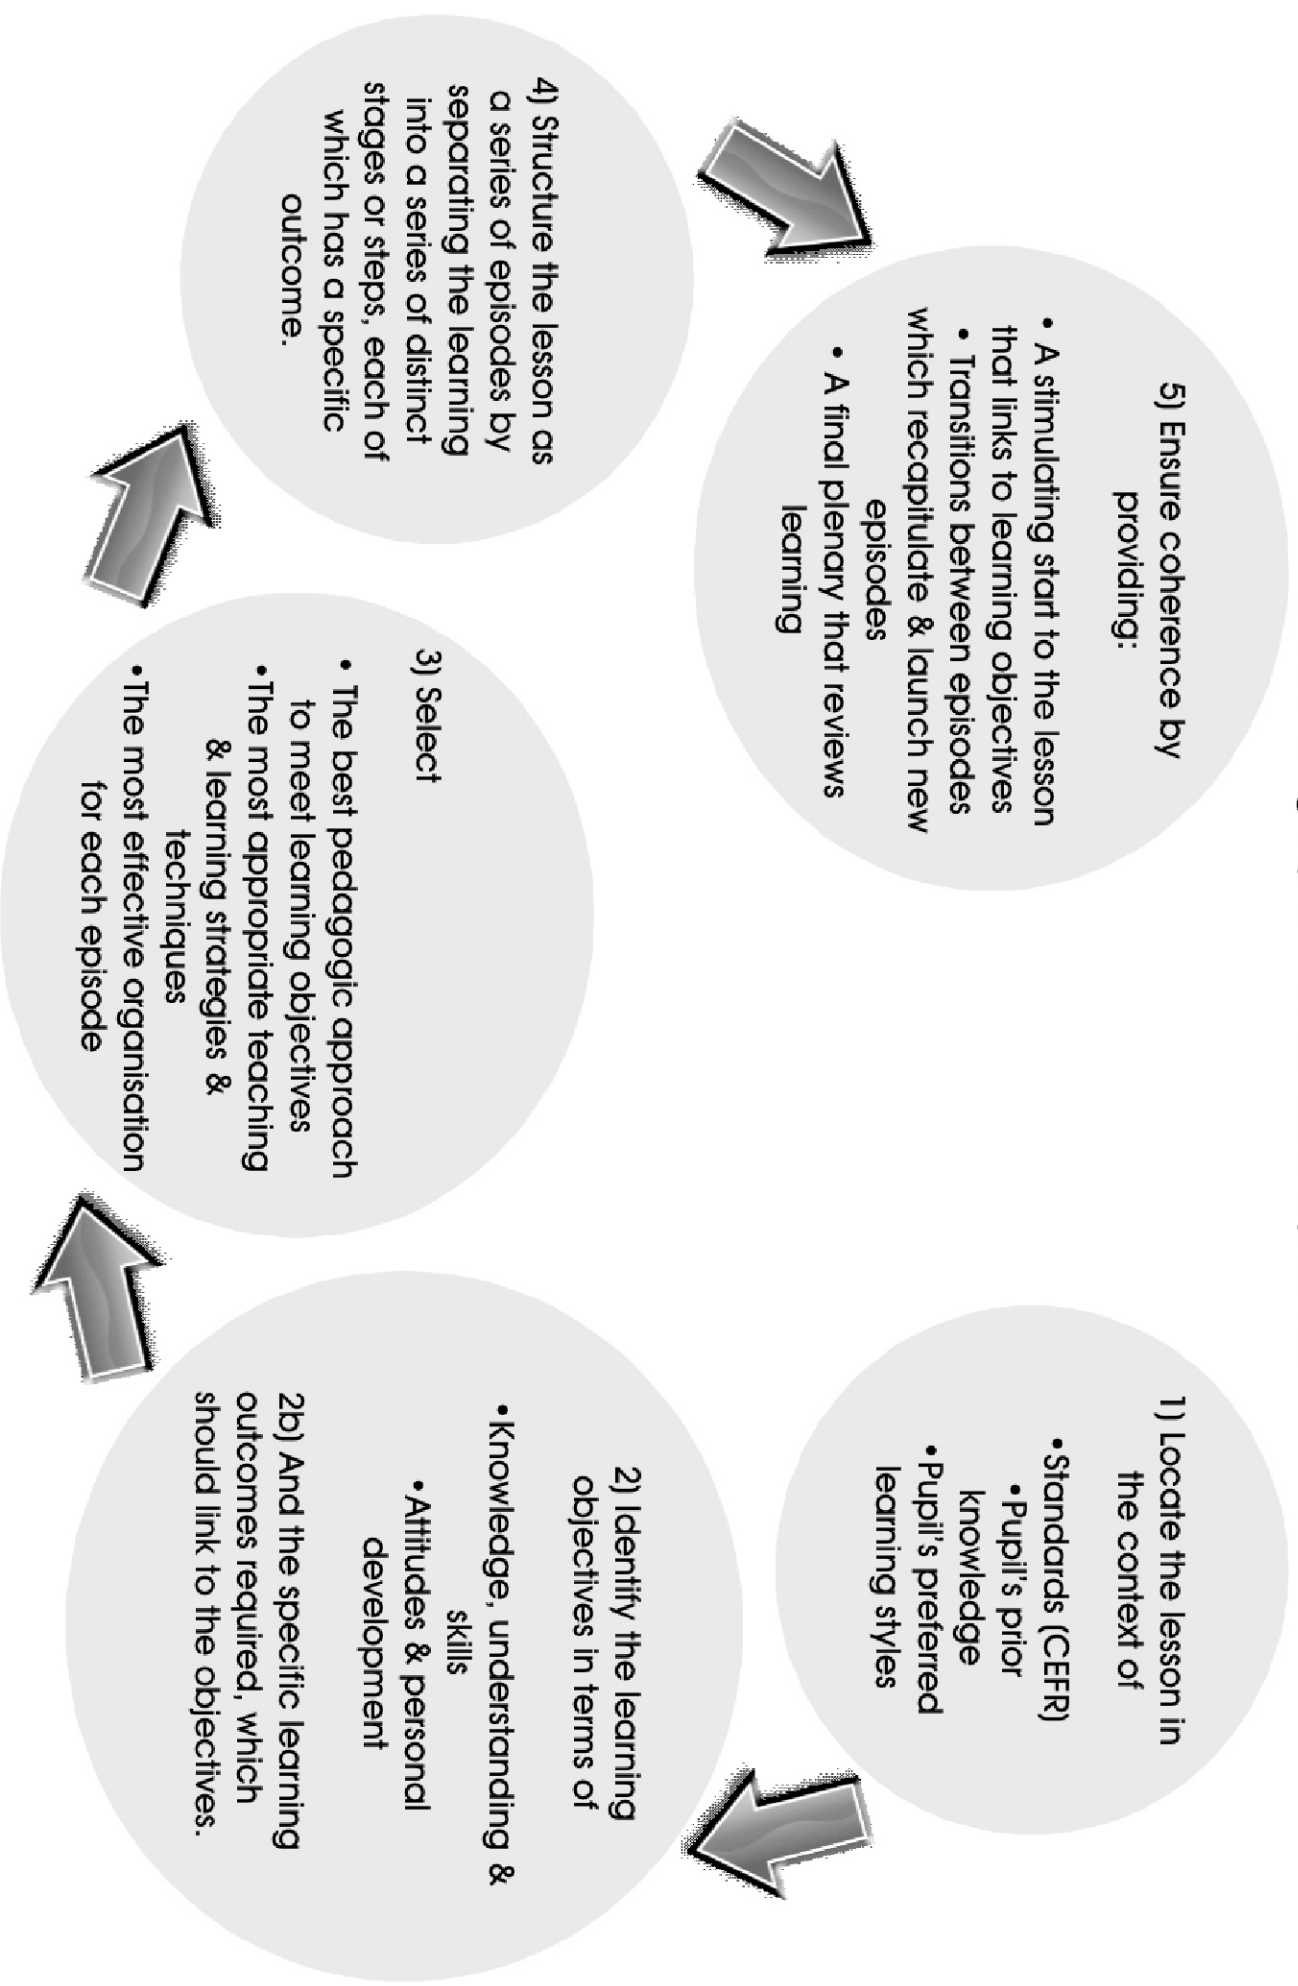 1) Locate the lesson in
the context of
•Standards (CEFR)
•Pupil's prior
knowledge
•Pupil's preferred
learning styles
2) Identify the learning
objectives in terms of
•Knowledge, understanding &
skills
•Attitudes & personal
development
2b) And the specific learning
outcomes required, which
should link to the objectives.
3) Select
• The best pedagogic approach
to meet learning objectives
•The most appropriate teaching
& learning strategies &
techniques
•The most effective organisation
for each episode
4) Structure the lesson as
a series of episodes by
separating the learning
into a series of distinct
stages or steps, each of
which has a specific
outcome.
5) Ensure coherence by
providing:
• A stimulating start to the lesson
that links to learning objectives
• Transitions between episodes
which recapitulate & launch new
episodes
• A final plenary that reviews
learning